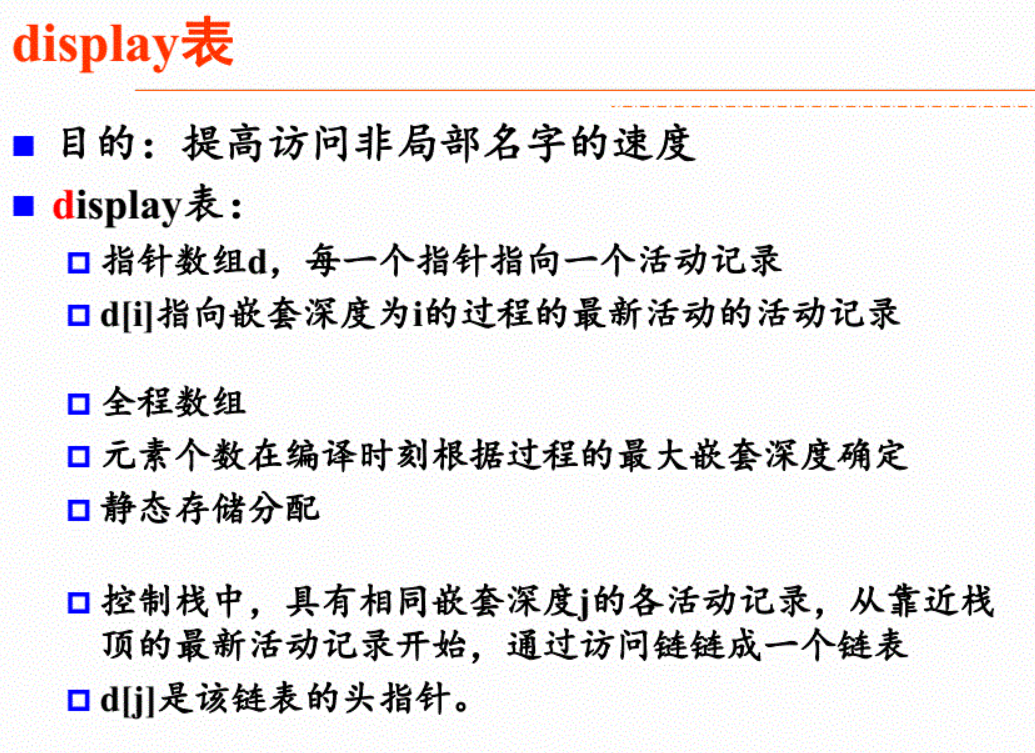 display表
目的：提高访问非局部名字的速度
display表：
指针数组d，每一个指针指向一个活动记录
d[i]指向嵌套深度为i的过程的最新活动的活动记录
全程数组
元素个数在编译时刻根据过程的最大嵌套深度确定
静态存储分配
控制栈中，具有相同嵌套深度j的各活动记录，从靠近栈
顶的最新活动记录开始，通过访问链链成一个链表
d[j]是该链表的头指针。